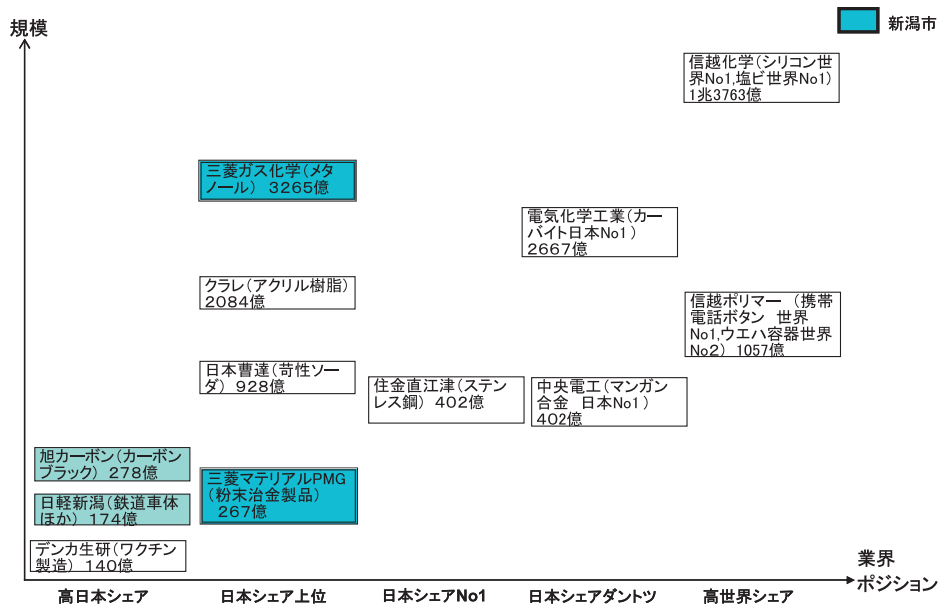 規模
新潟市
信越化学(シリコン世
界No1,塩ビ世界No1)
1兆3763億
三菱ガス化学(メタ
ノール) 3265億
電気化学工業(カー
バイト日本No1)
2667億
クラレ(アクリル樹脂)
2084億
信越ポリマー (携帯
電話ボタン 世界
No1,ウエハ容器世界
No2) 1057億
日本曹達(苛性ソー
ダ) 928億
住金直江津(ステン
レス鋼) 402億
中央電工(マンガン
合金 日本No1)
402億
旭カーボン(カーボン
ブラック) 278億
三菱マテリアルPMG
(粉末冶金製品)
267億
日軽新潟(鉄道車体
ほか) 174億
デンカ生研(ワクチン
製造) 140億
業界
ポジション
高日本シェア
日本シェア上位
日本シェアNo1
日本シェアダントツ
高世界シェア